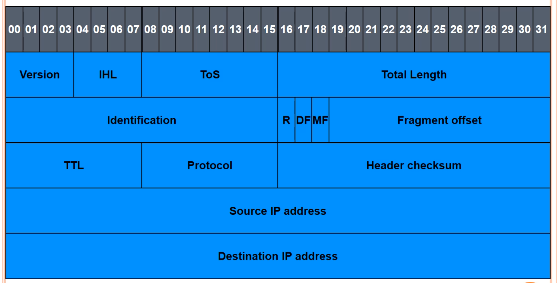 00 01 02 03 04 05 06 07 08 09 10 11 12 13 14 15 16 17 18 19 20 21 22 23 24 25 26 27 28 29 30 31
Version IHL ToS Total Length
Identification R DF MF Fragment offset
TTL Protocol Header checksum
Source IP address
Destination IP address